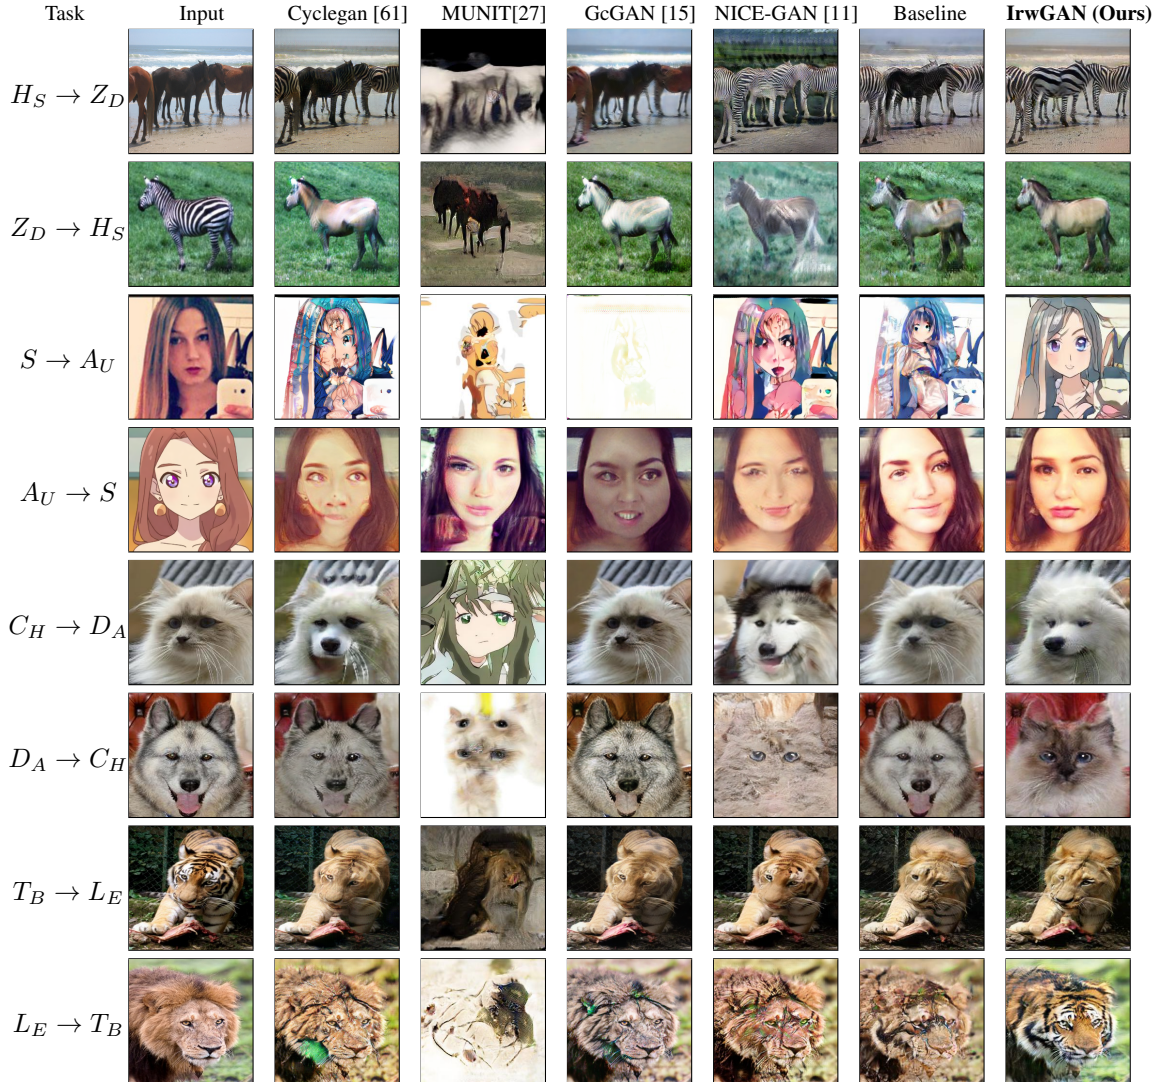 Task Input Cyclegan [61] MUNIT[27] GcGAN [15] NICE-GAN [11] Baseline IrwGAN (Ours)
H_S → Z_D
Z_D → H_S
S → A_U
A_U → S
C_H → D_A
D_A → C_H
T_B → L_E
L_E → T_B